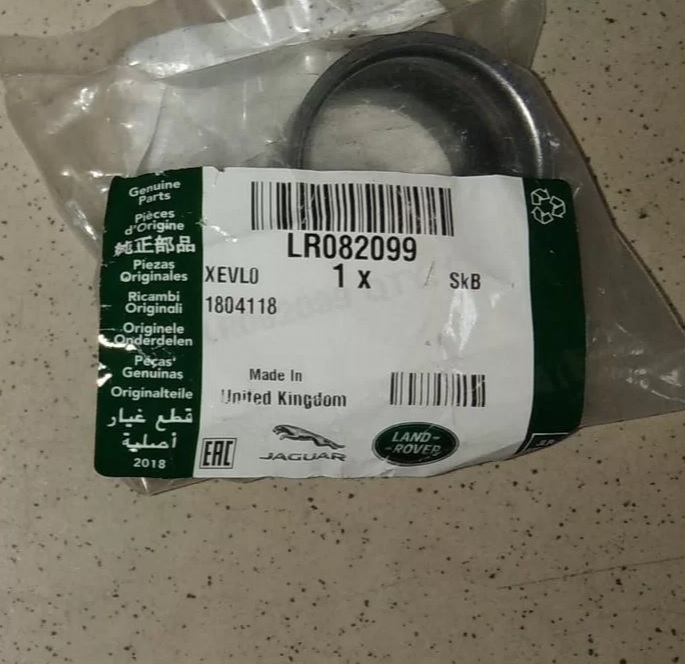 Genuine
Parts
Pièces
d'Origine
純正部品
Piezas
Originales
Ricambi
Originali
Originele
Onderdelen
Peças
Genuínas
Originalteile
قطع غيار
أصلية
2018
LR082099
XEVL0
1 x
SkB
1804118
Made In
United Kingdom
EAC
JAGUAR
LAND-
-ROVER